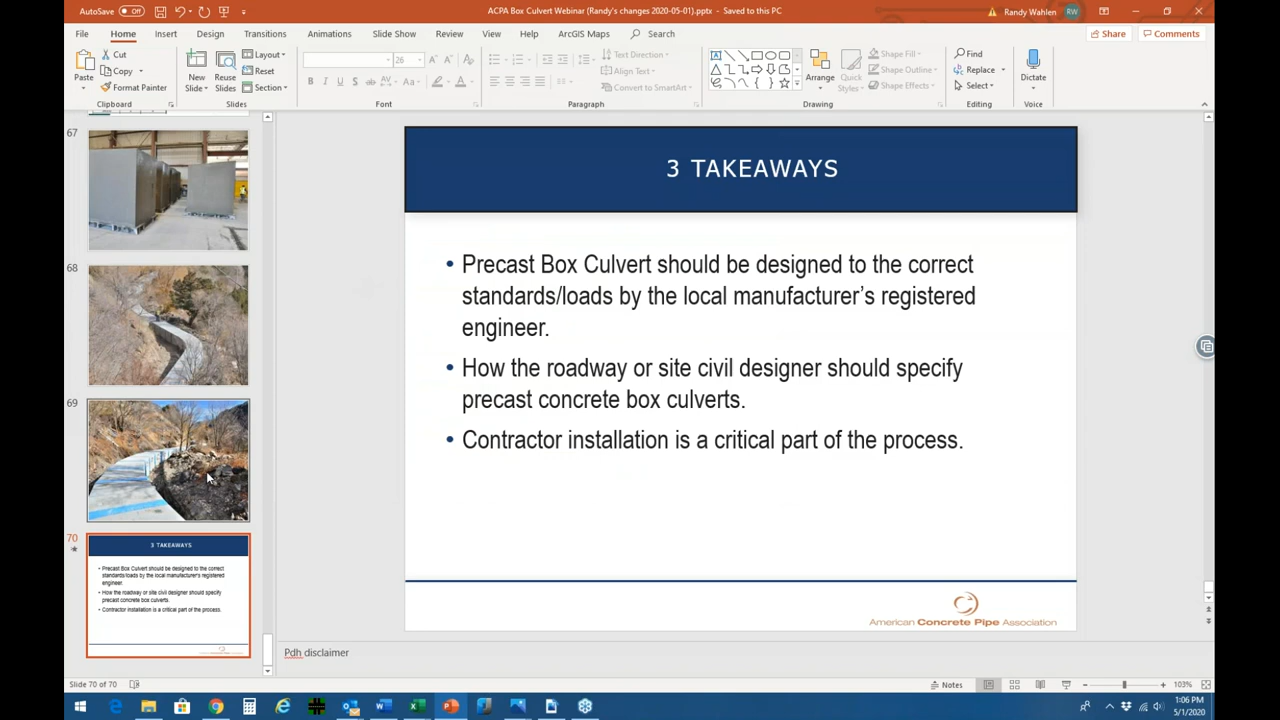 AutoSave Off ACPA Box Culvert Webinar (Randy's changes 2020-05-01).pptx - Saved to this PC Randy Wahlen RW
File Home Insert Design Transitions Animations Slide Show Review View Help ArcGIS Maps Search Share Comments
Paste Cut Copy Format Painter
Clipboard
New Slide Reuse Slides Layout Reset Section
Slides
26
Font
Text Direction Align Text Convert to SmartArt
Paragraph
Arrange Quick Styles Shape Fill Shape Outline Shape Effects
Drawing
Find Replace Select
Editing
Dictate
Voice
67
68
69
70
3 TAKEAWAYS
Precast Box Culvert should be designed to the correct
standards/loads by the local manufacturer's registered
engineer.
How the roadway or site civil designer should specify
precast concrete box culverts.
Contractor installation is a critical part of the process.
3 TAKEAWAYS
• Precast Box Culvert should be designed to the correct
standards/loads by the local manufacturer’s registered
engineer.
• How the roadway or site civil designer should specify
precast concrete box culverts.
• Contractor installation is a critical part of the process.
American Concrete Pipe Association
Pdh disclaimer
Slide 70 of 70 Notes 103%
1:06 PM
5/1/2020